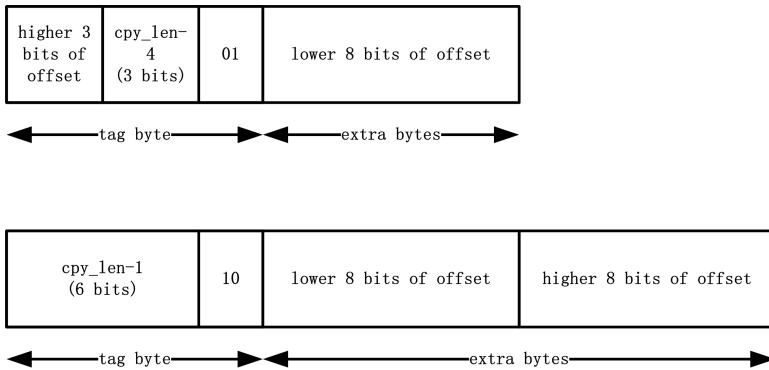 higher 3
bits of
offset
cpy_len-
4
(3 bits)
01
lower 8 bits of offset
tag byte
extra bytes
cpy_len-1
(6 bits)
10
lower 8 bits of offset
higher 8 bits of offset
tag byte
extra bytes